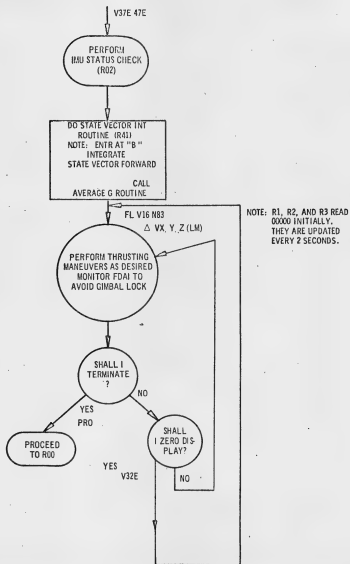 V37E 47E
PERFORM
IMU STATUS CHECK
(R02)
DO STATE VECTOR INT
ROUTINE (R41)
NOTE: ENTR AT "B"
INTEGRATE
STATE VECTOR FORWARD
CALL
AVERAGE G ROUTINE
FL V16 N83
Δ VX, Y, Z (LM)
NOTE: R1, R2, AND R3 READ
00000 INITIALLY.
THEY ARE UPDATED
EVERY 2 SECONDS.
PERFORM THRUSTING
MANEUVERS AS DESIRED
MONITOR FDAI TO
AVOID GIMBAL LOCK
SHALL I
TERMINATE
?
YES
PRO
NO
PROCEED
TO R00
SHALL
I ZERO DIS-
PLAY?
YES
V32E
NO